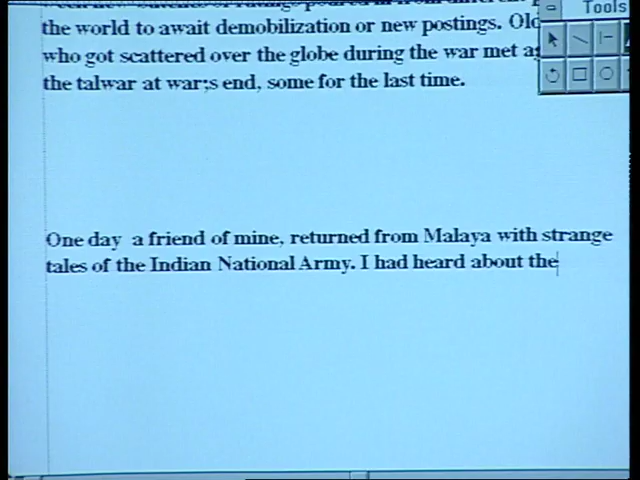 Tools
the world to await demobilization or new postings. Old
who got scattered over the globe during the war met
the talwar at war;s end, some for the last time.
One day a friend of mine, returned from Malaya with strange
tales of the Indian National Army. I had heard about the